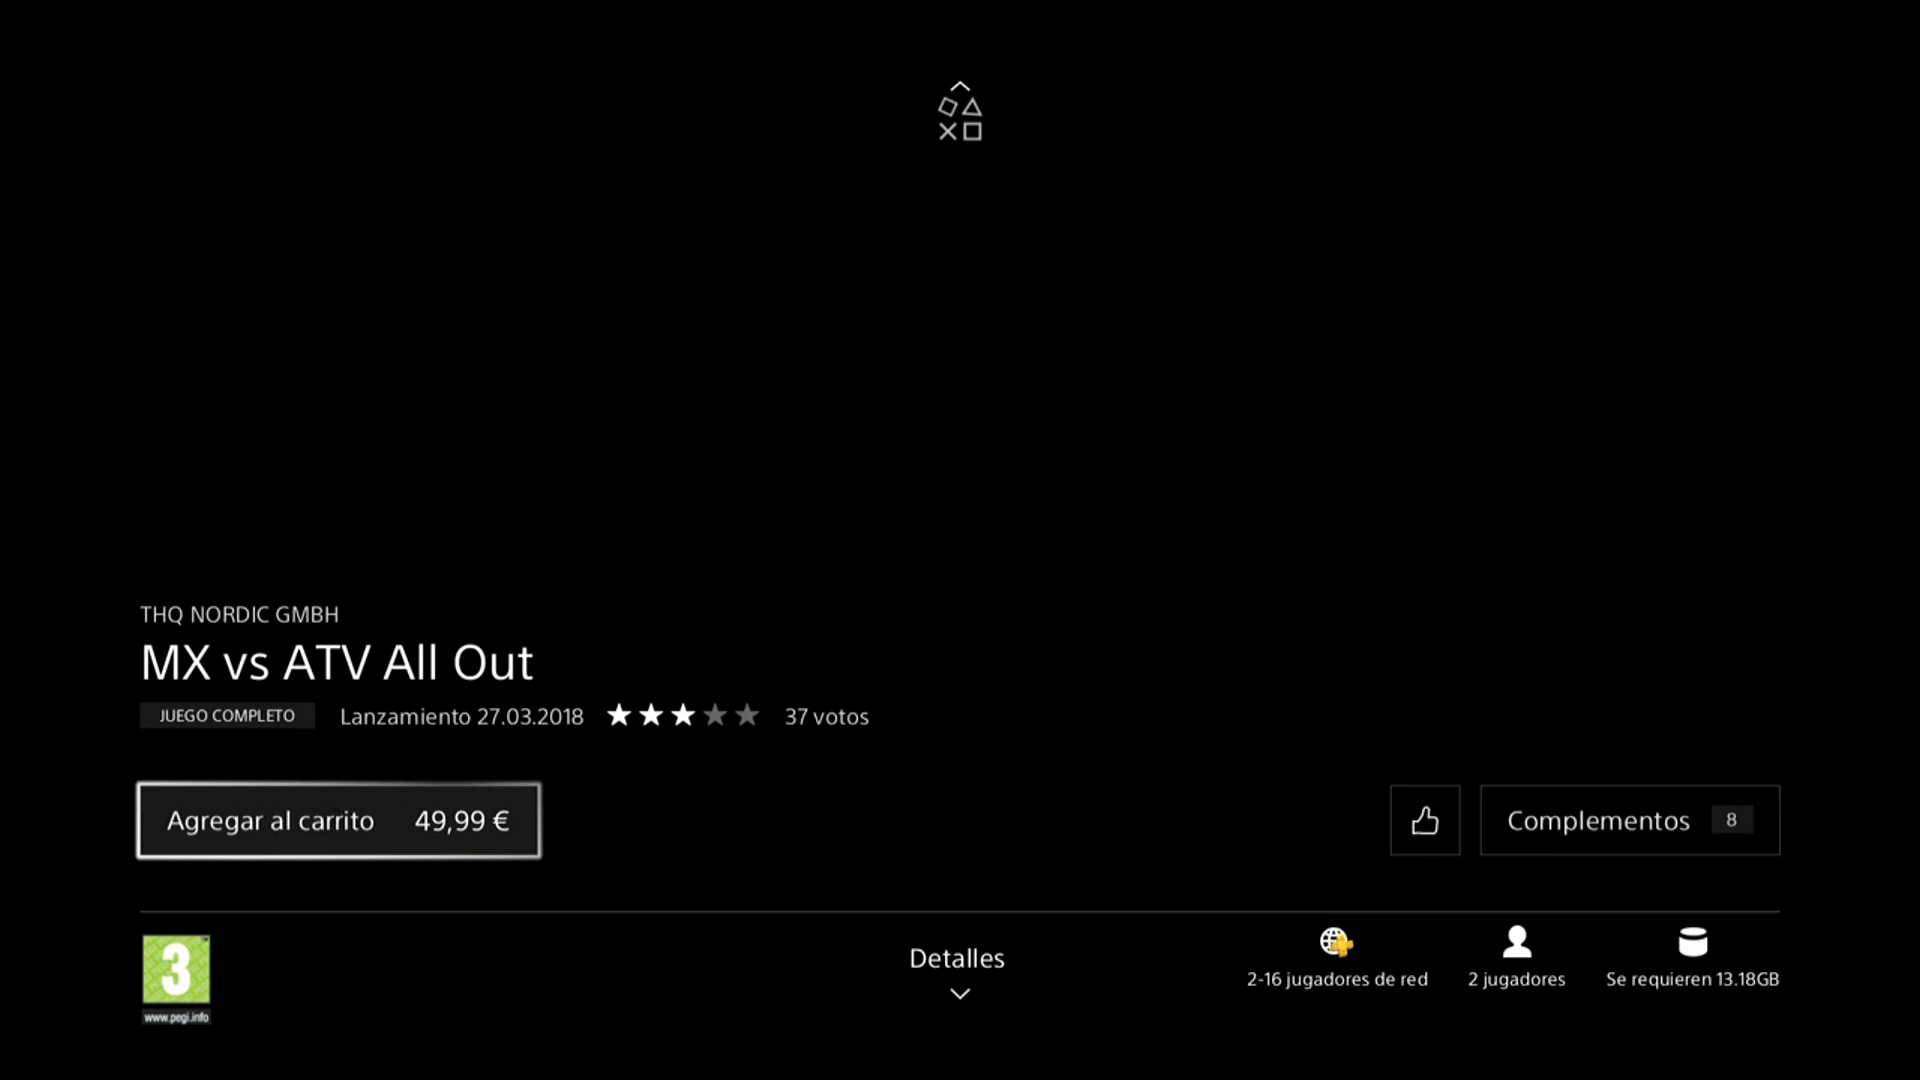 THQ NORDIC GMBH
MX vs ATV All Out
JUEGO COMPLETO Lanzamiento 27.03.2018 37 votos
Agregar al carrito 49,99 €
Complementos 8
3
www.pegi.info
Detalles
2-16 jugadores de red
2 jugadores
Se requieren 13.18GB